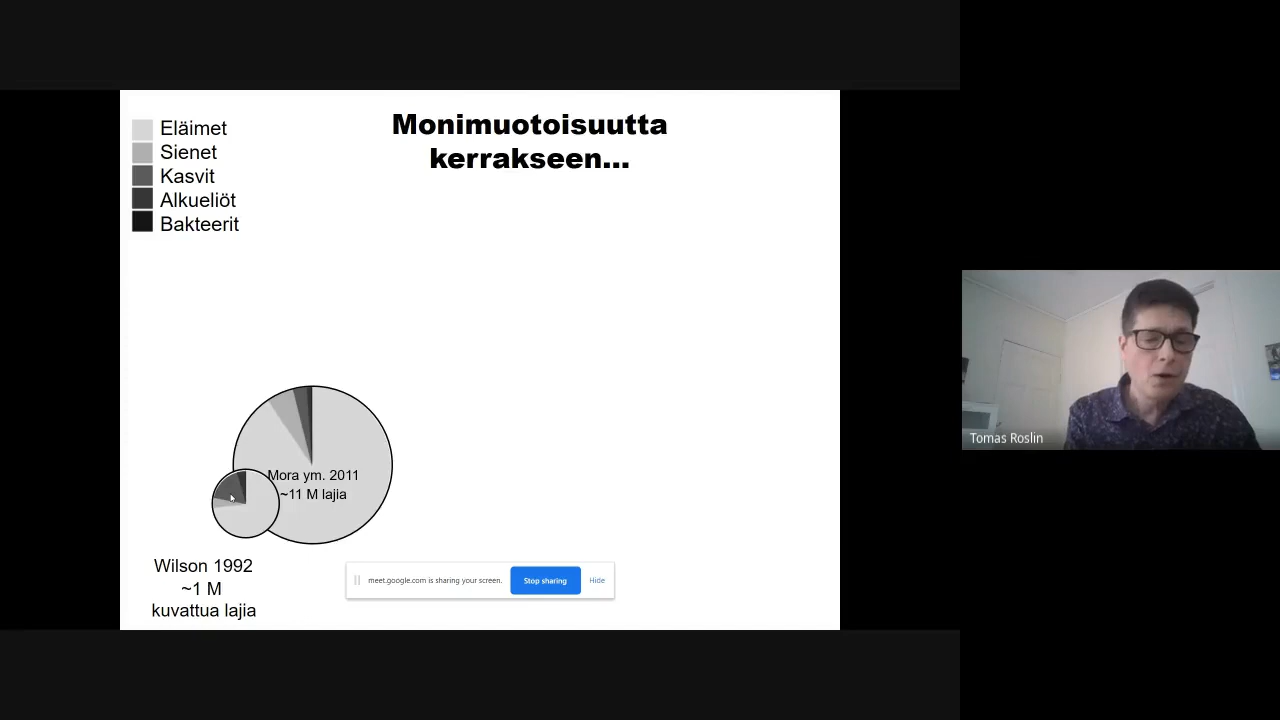 Monimuotoisuutta
kerrakseen...
Eläimet
Sienet
Kasvit
Alkueliöt
Bakteerit
Mora ym. 2011
~11 M lajia
Wilson 1992
~1 M
kuvattua lajia
meet.google.com is sharing your screen.
Stop sharing
Hide
Tomas Roslin